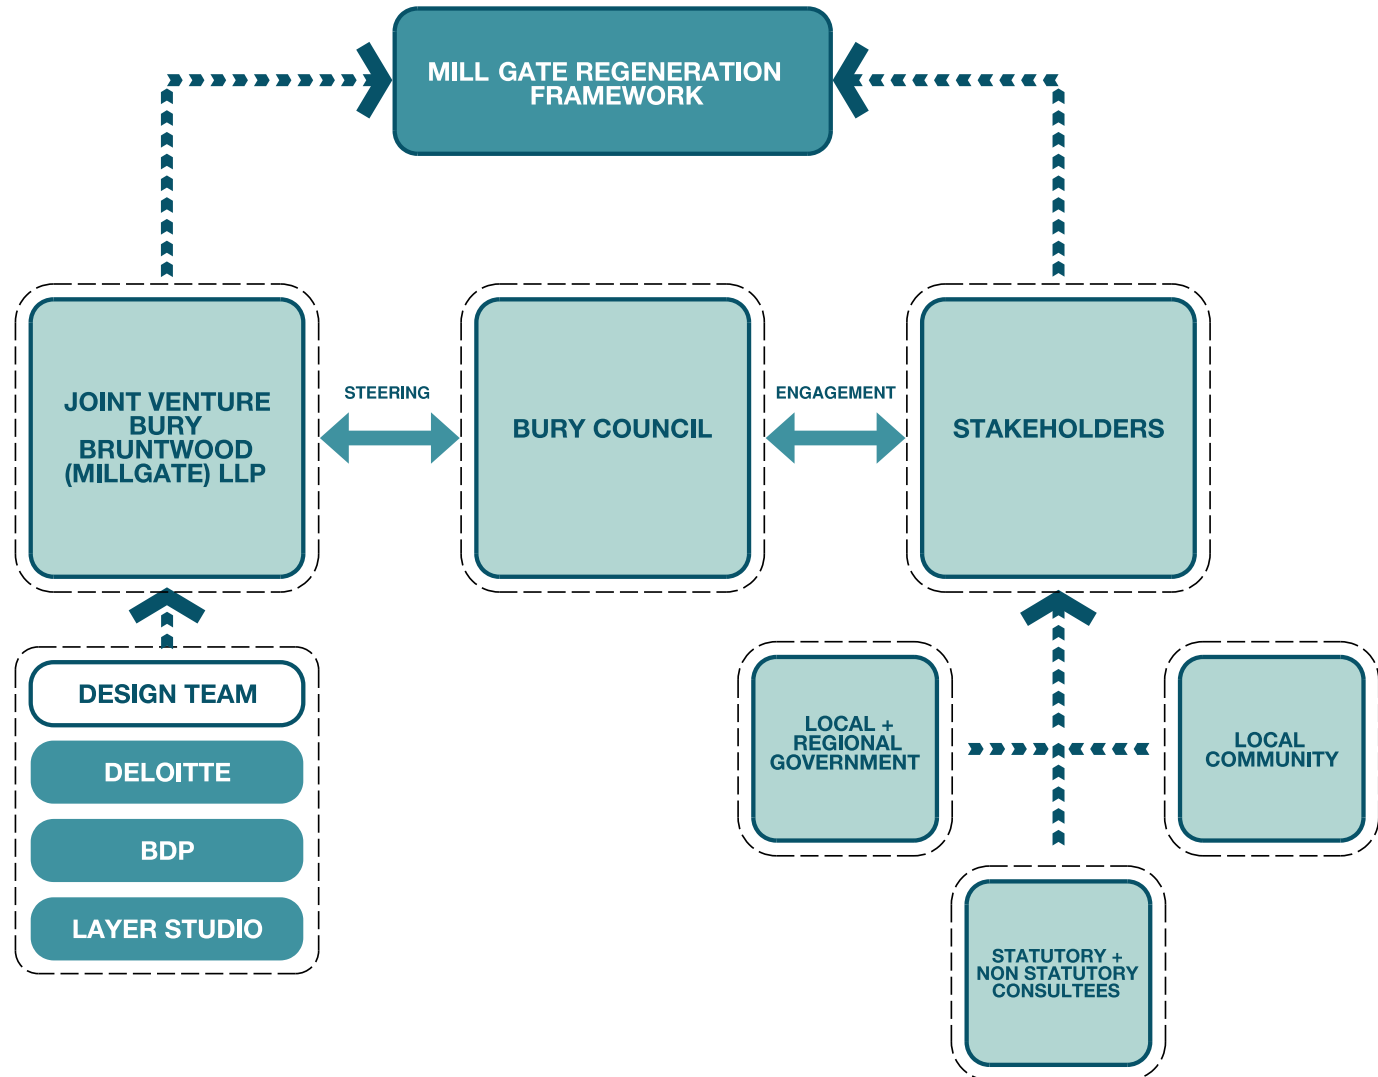 MILL GATE REGENERATION
FRAMEWORK
JOINT VENTURE
BURY
BRUNTWOOD
(MILLGATE) LLP
STEERING
BURY COUNCIL
ENGAGEMENT
STAKEHOLDERS
DESIGN TEAM
DELOITTE
BDP
LAYER STUDIO
LOCAL +
REGIONAL
GOVERNMENT
LOCAL
COMMUNITY
STATUTORY +
NON STATUTORY
CONSULTEES